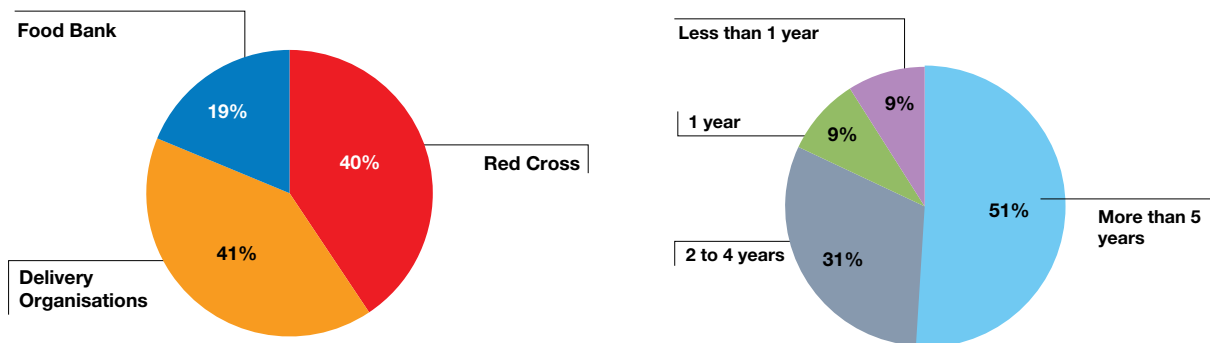 Food Bank
19%
40%
Red Cross
41%
Delivery
Organisations
Less than 1 year
9%
1 year
9%
51%
More than 5
years
2 to 4 years
31%